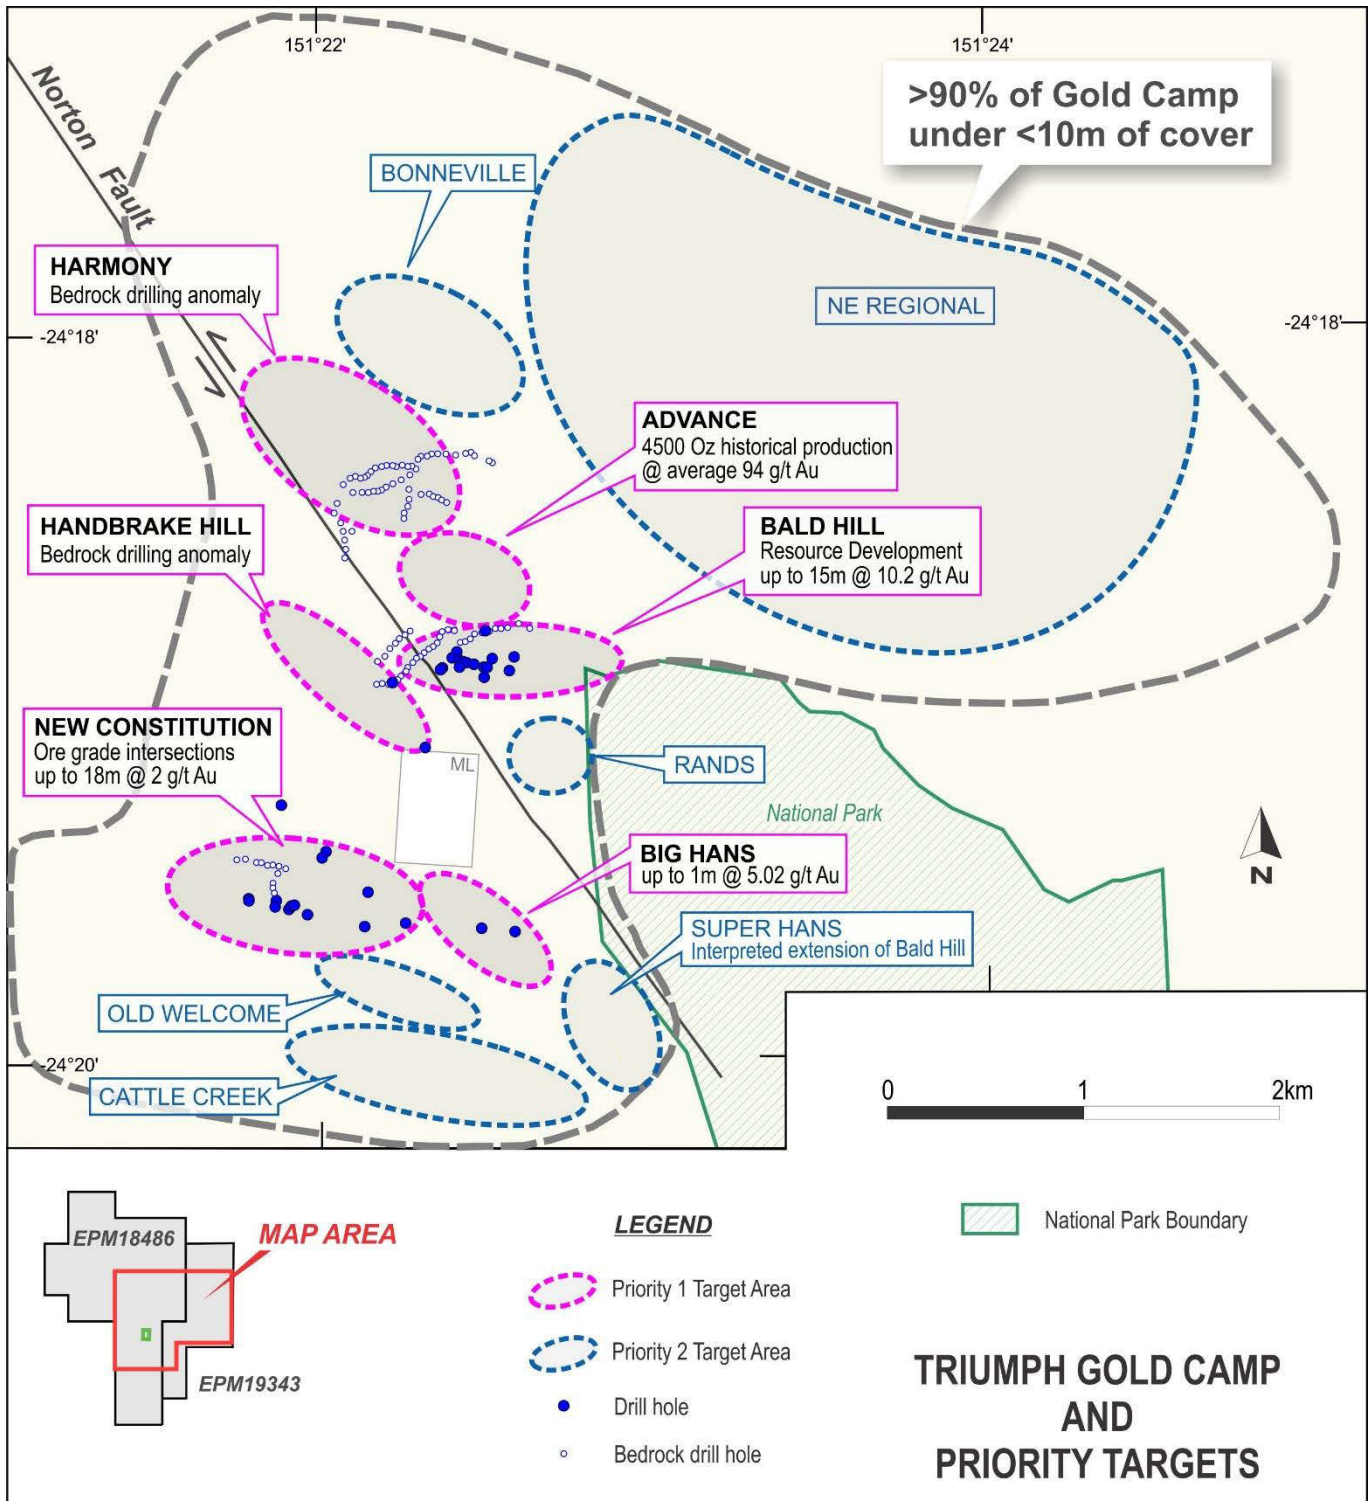 151°22'
151°24'
>90% of Gold Camp
under <10m of cover
Norton Fault
BONNEVILLE
HARMONY
Bedrock drilling anomaly
NE REGIONAL
-24°18'
-24°18'
ADVANCE
4500 Oz historical production
@ average 94 g/t Au
HANDBRAKE HILL
Bedrock drilling anomaly
BALD HILL
Resource Development
up to 15m @ 10.2 g/t Au
NEW CONSTITUTION
Ore grade intersections
up to 18m @ 2 g/t Au
ML
RANDS
National Park
BIG HANS
up to 1m @ 5.02 g/t Au
N
SUPER HANS
Interpreted extension of Bald Hill
OLD WELCOME
-24°20'
CATTLE CREEK
0 1 2km
EPM18486
MAP AREA
EPM19343
LEGEND
Priority 1 Target Area
Priority 2 Target Area
Drill hole
Bedrock drill hole
National Park Boundary
TRIUMPH GOLD CAMP
AND
PRIORITY TARGETS